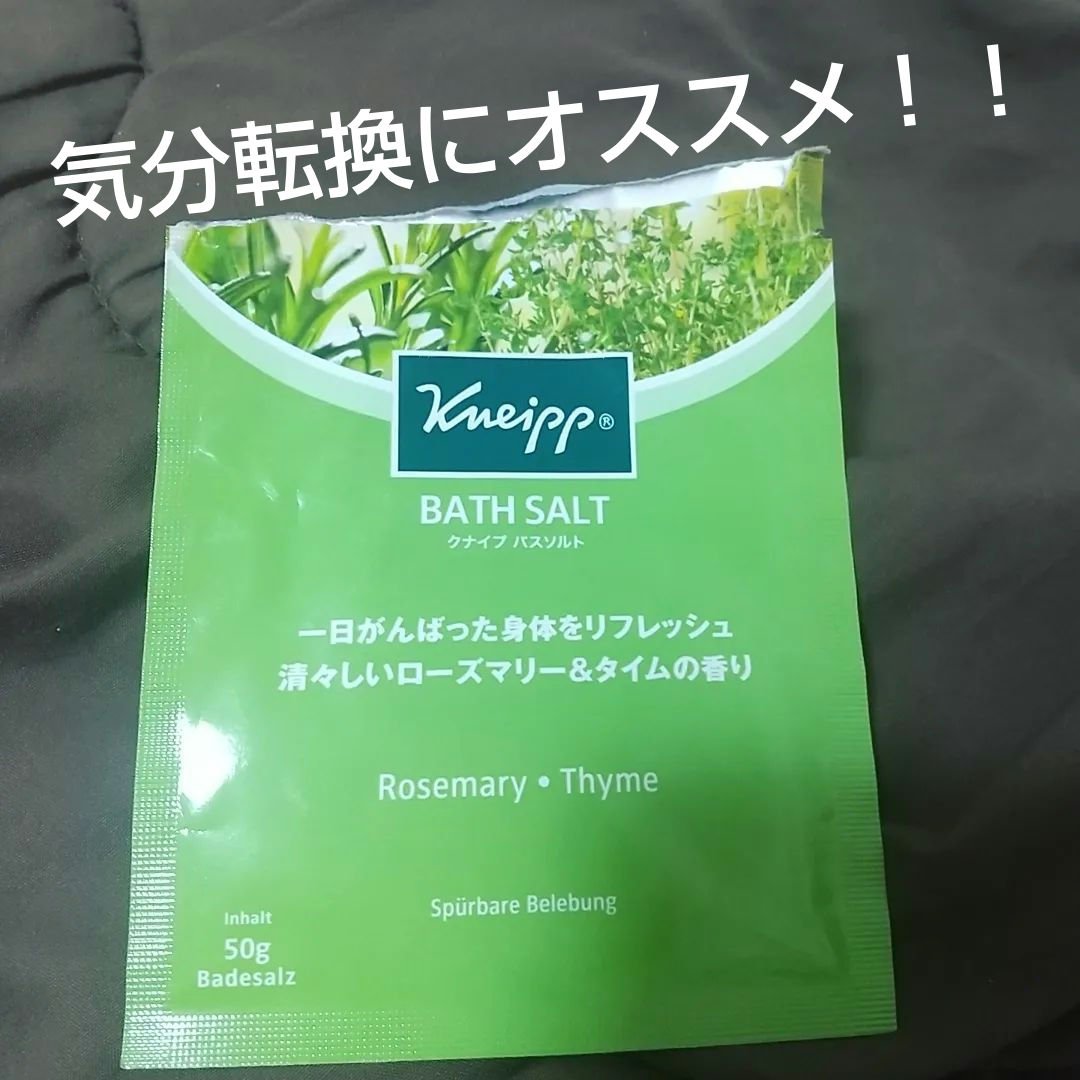 気分転換にオススメ！！
Kneipp®
BATH SALT
クナイプ バスソルト
一日がんばった身体をリフレッシュ
清々しいローズマリー&タイムの香り
Rosemary • Thyme
Spürbare Belebung
Inhalt
50g
Badesalz